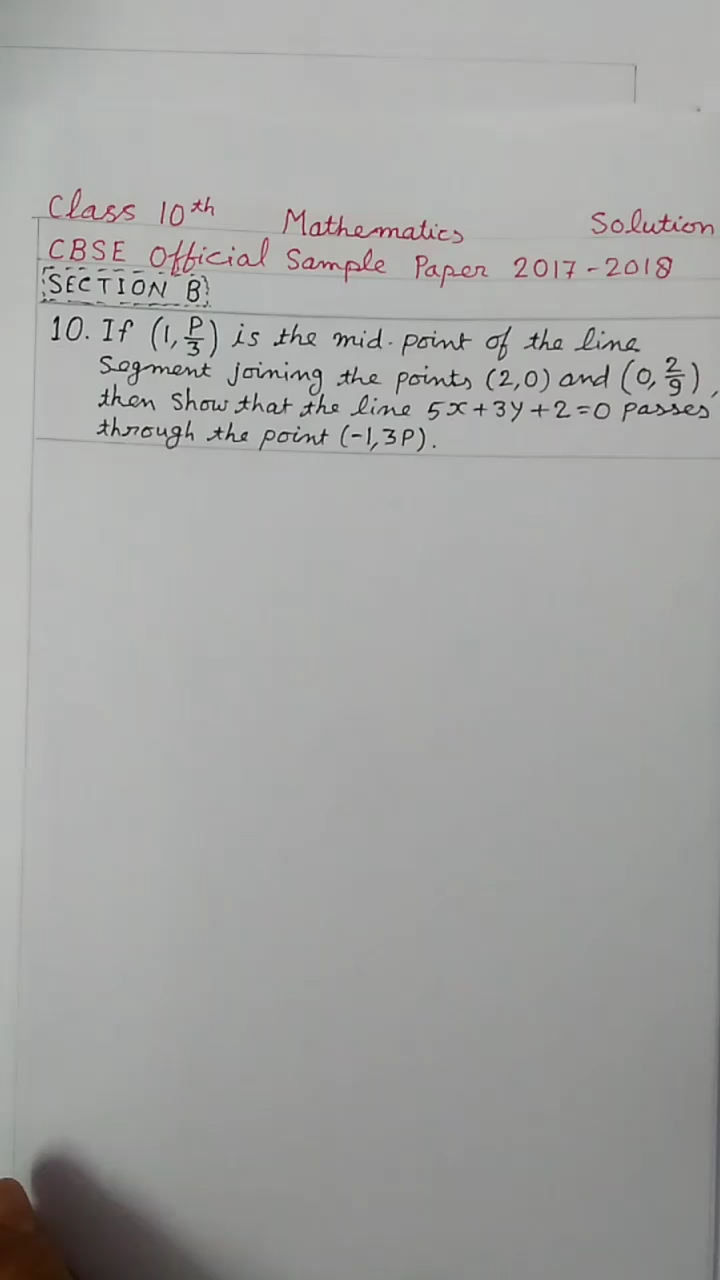 Class 10th Mathematics Solution
CBSE Official Sample Paper 2017-2018
SECTION B
10. If (1, P/3) is the mid-point of the line
Segment joining the points (2,0) and (0, 2/9),
then show that the line 5x+3y+2=0 passes
through the point (-1,3P).